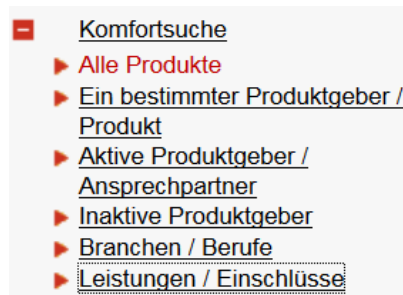 Komfortsuche
Alle Produkte
Ein bestimmter Produktgeber /
Produkt
Aktive Produktgeber /
Ansprechpartner
Inaktive Produktgeber
Branchen / Berufe
Leistungen / Einschlüsse